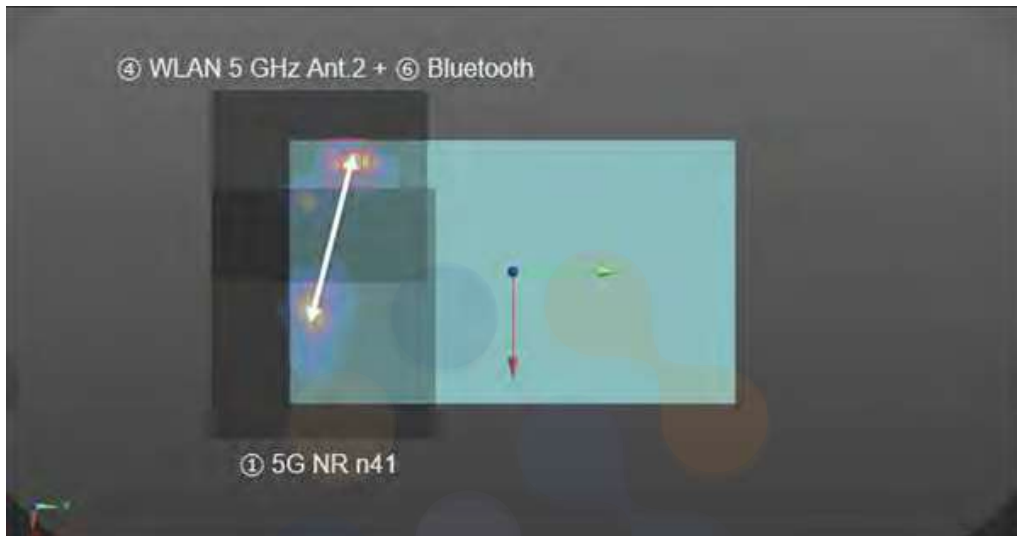 ④ WLAN 5 GHz Ant.2 + ⑥ Bluetooth
① 5G NR n41